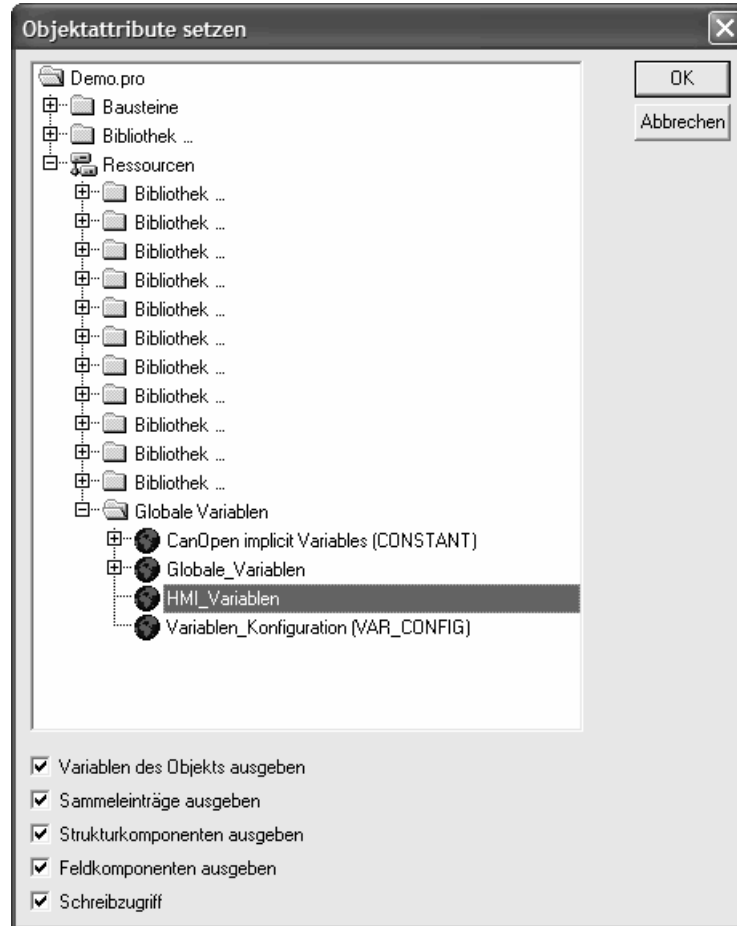 Objektattribute setzen
Demo.pro
OK
Bausteine
Abbrechen
Bibliothek ...
Ressourcen
Bibliothek ...
Bibliothek ...
Bibliothek ...
Bibliothek ...
Bibliothek ...
Bibliothek ...
Bibliothek ...
Bibliothek ...
Bibliothek ...
Bibliothek ...
Bibliothek ...
Globale Variablen
CanOpen implicit Variables (CONSTANT)
Globale_Variablen
HMI_Variablen
Variablen_Konfiguration (VAR_CONFIG)
Variablen des Objekts ausgeben
Sammeleinträge ausgeben
Strukturkomponenten ausgeben
Feldkomponenten ausgeben
Schreibzugriff